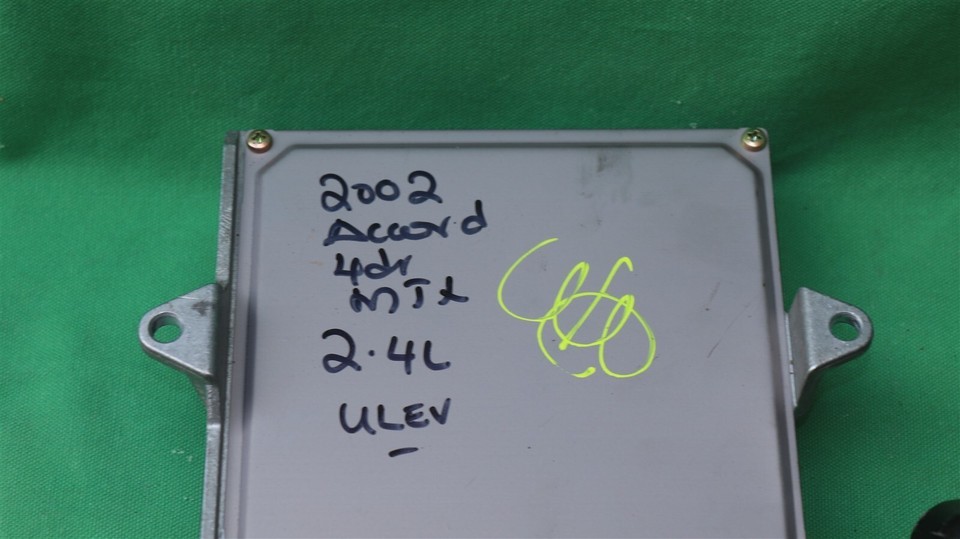 2002
Accord
4dr
MTX
2.4L
ULEV